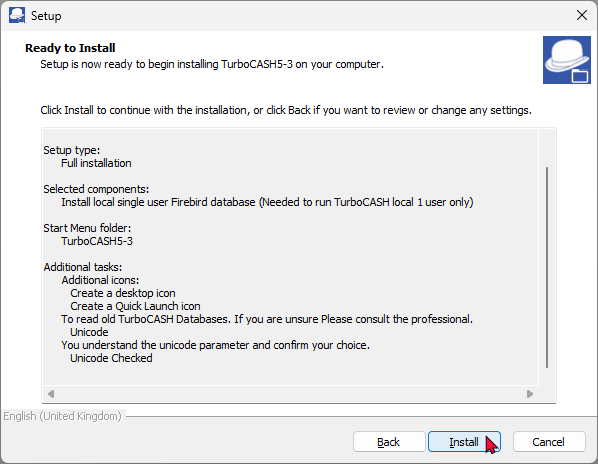 Setup
Ready to Install
Setup is now ready to begin installing TurboCASH5-3 on your computer.
Click Install to continue with the installation, or click Back if you want to review or change any settings.
Setup type:
Full installation
Selected components:
Install local single user Firebird database (Needed to run TurboCASH local 1 user only)
Start Menu folder:
TurboCASH5-3
Additional tasks:
Additional icons:
Create a desktop icon
Create a Quick Launch icon
To read old TurboCASH Databases. If you are unsure Please consult the professional.
Unicode
You understand the unicode parameter and confirm your choice.
Unicode Checked
English (United Kingdom)
Back
Install
Cancel